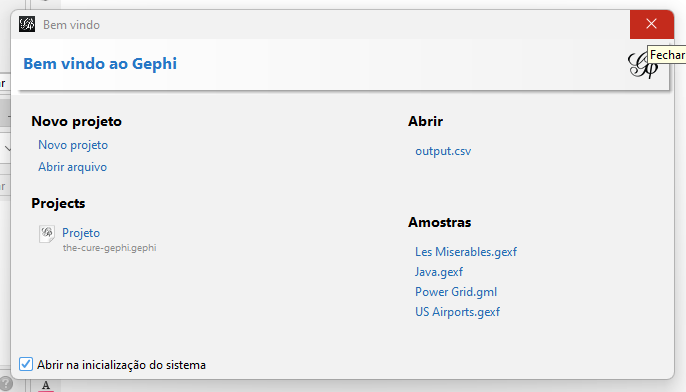 Bem vindo
Fechar
Bem vindo ao Gephi
Novo projeto
Novo projeto
Abrir arquivo
Projects
Projeto
the-cure-gephi.gephi
Abrir
output.csv
Amostras
Les Miserables.gexf
Java.gexf
Power Grid.gml
US Airports.gexf
Abrir na inicialização do sistema
A